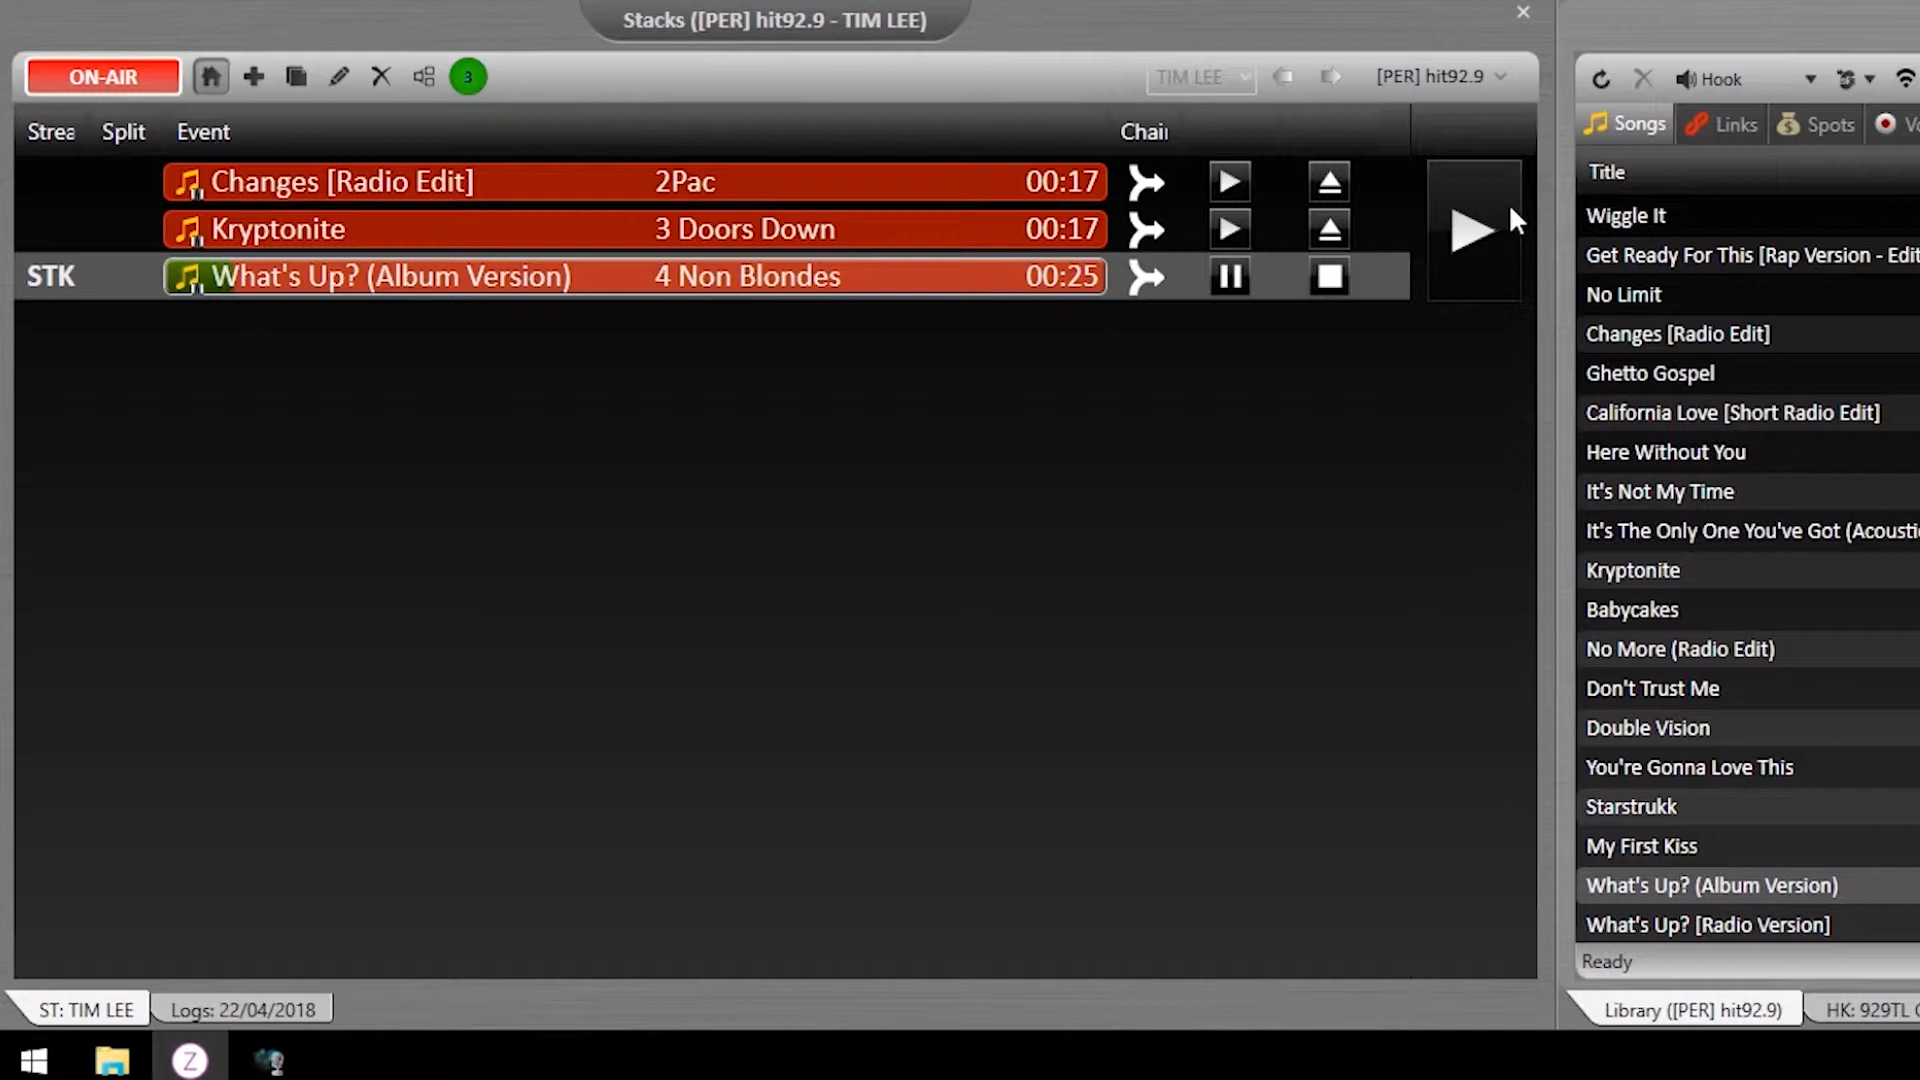 Stacks ([PER] hit92.9 - TIM LEE)
ON-AIR
3
TIM LEE
[PER] hit92.9
Strea Split Event Chai
Changes [Radio Edit] 2Pac 00:17
Kryptonite 3 Doors Down 00:17
STK What's Up? (Album Version) 4 Non Blondes 00:25
ST: TIM LEE
Logs: 22/04/2018
Hook
Songs Links Spots
Title
Wiggle It
Get Ready For This [Rap Version - Edit
No Limit
Changes [Radio Edit]
Ghetto Gospel
California Love [Short Radio Edit]
Here Without You
It's Not My Time
It's The Only One You've Got (Acousti
Kryptonite
Babycakes
No More (Radio Edit)
Don't Trust Me
Double Vision
You're Gonna Love This
Starstrukk
My First Kiss
What's Up? (Album Version)
What's Up? [Radio Version]
Ready
Library ([PER] hit92.9)
HK: 929TL
Z